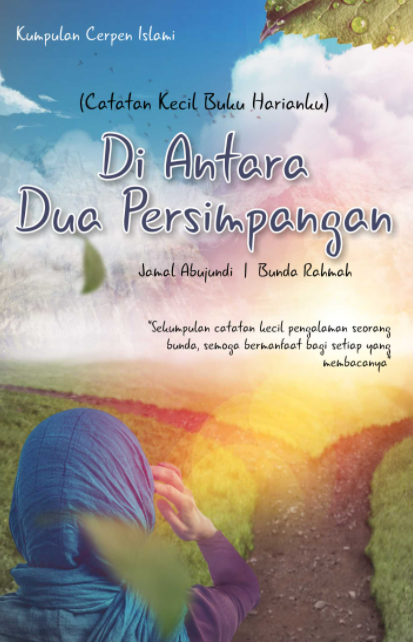 Kumpulan Cerpen Islami
(Catatan Kecil Buku Harianku)
Di Antara
Dua Persimpangan
Jamal Abujundi | Bunda Rahmah
"Sekumpulan catatan kecil pengalaman seorang
bunda, semoga bermanfaat bagi setiap yang
membacanya"